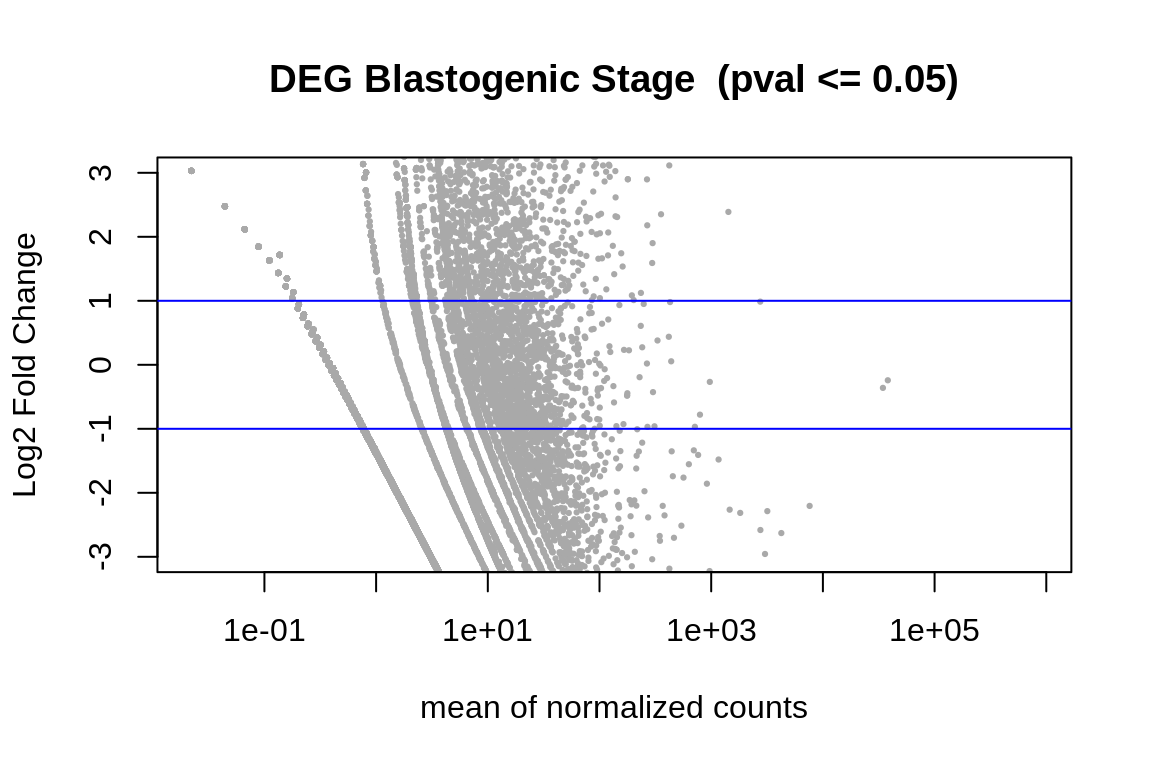 DEG Blastogenic Stage  (pval <= 0.05)
Log2 Fold Change
3
2
1
0
-1
-2
-3
1e-01 1e+01 1e+03 1e+05
mean of normalized counts